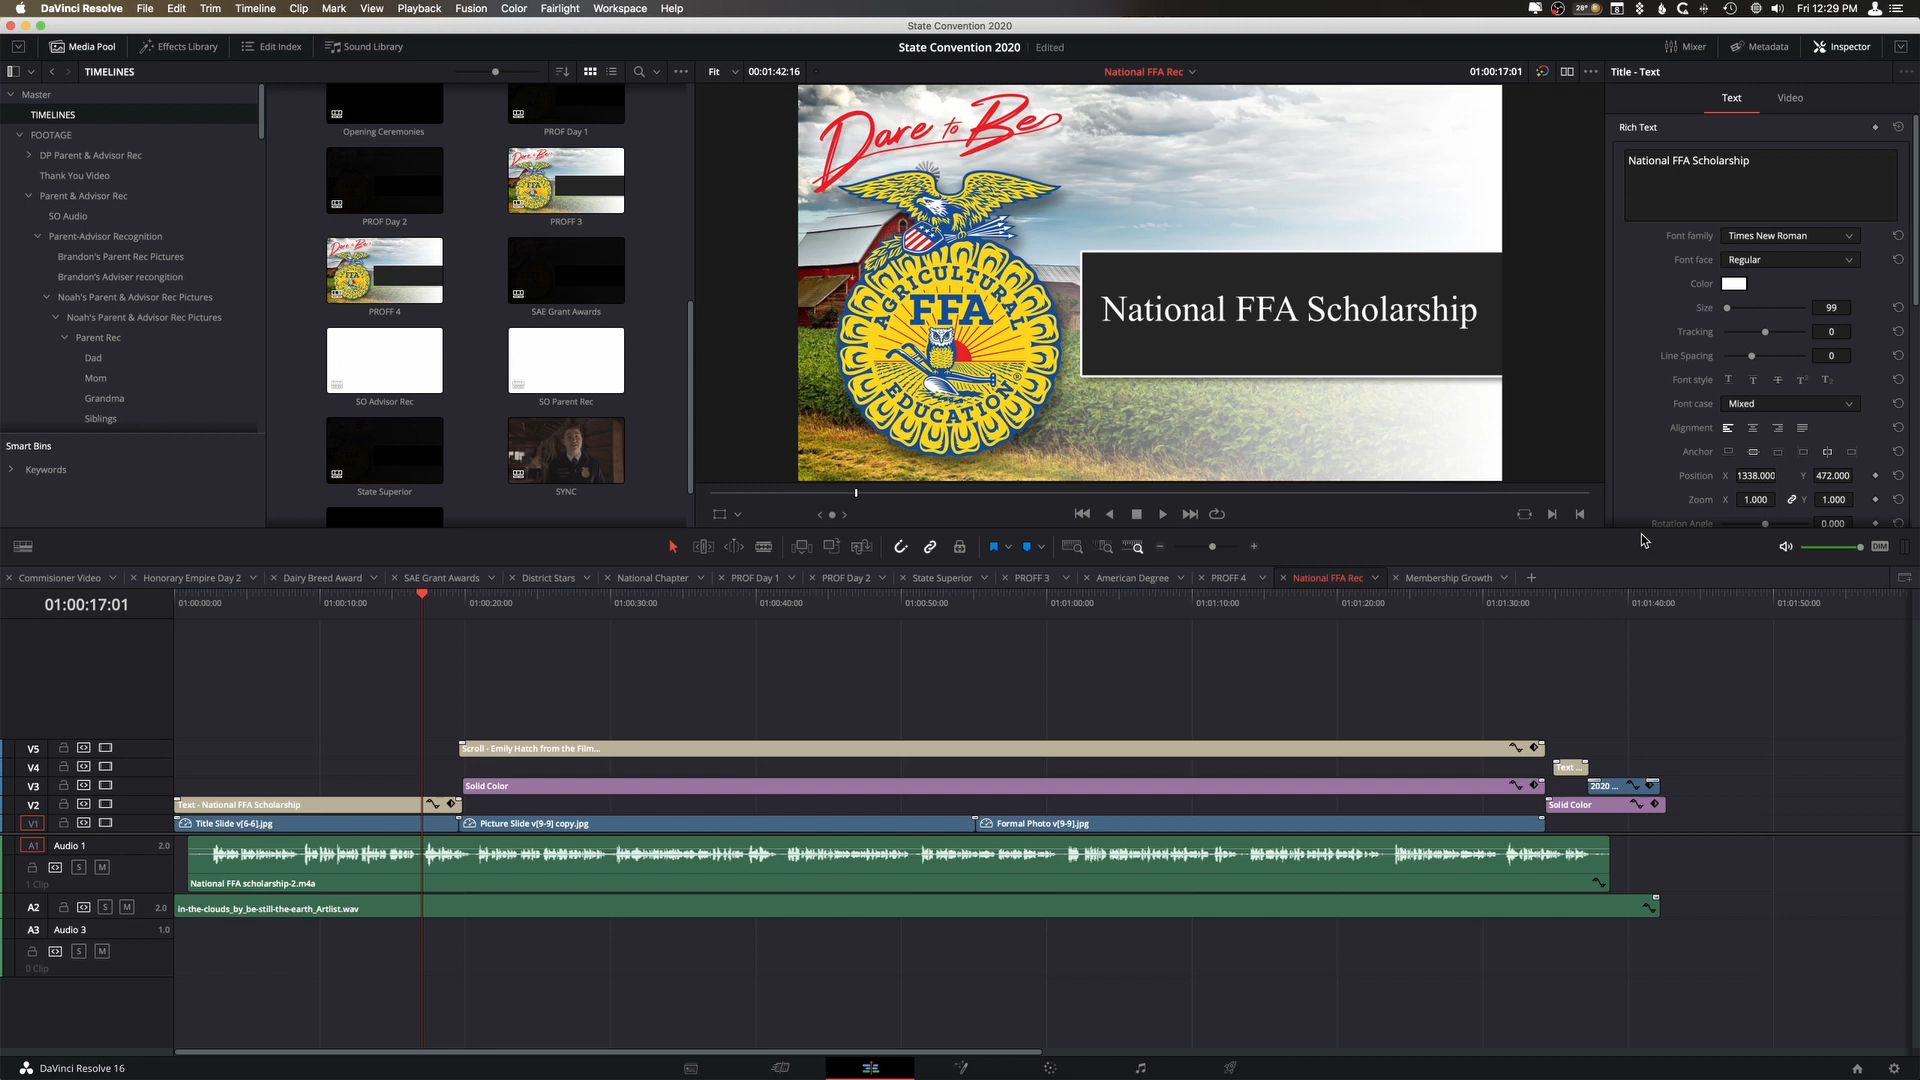 DaVinci Resolve File Edit Trim Timeline Clip Mark View Playback Fusion Color Fairlight Workspace Help
28° 8 Fri 12:29 PM
State Convention 2020
Media Pool Effects Library Edit Index Sound Library
State Convention 2020 Edited
Mixer Metadata Inspector
TIMELINES
Fit 00:01:42:16
National FFA Rec
01:00:17:01
Title - Text
Master
TIMELINES
FOOTAGE
DP Parent & Advisor Rec
Thank You Video
Parent & Advisor Rec
SO Audio
Parent-Advisor Recognition
Brandon's Parent Rec Pictures
Brandon's Adviser recongition
Noah's Parent & Advisor Rec Pictures
Noah's Parent & Advisor Rec Pictures
Parent Rec
Dad
Mom
Grandma
Siblings
Smart Bins
Keywords
Opening Ceremonies
PROF Day 1
PROF Day 2
PROFF 3
PROFF 4
SAE Grant Awards
SO Advisor Rec
SO Parent Rec
State Superior
SYNC
Dare to Be
AGRICULTURAL
FFA
EDUCATION
®
National FFA Scholarship
Text Video
Rich Text
National FFA Scholarship
Font family Times New Roman
Font face Regular
Color
Size 99
Tracking 0
Line Spacing 0
Font style T T T T² T₂
Font case Mixed
Alignment
Anchor
Position X 1338.000 Y 472.000
Zoom X 1.000 Y 1.000
Rotation Angle 0.000
DIM
Commisioner Video Honorary Empire Day 2 Dairy Breed Award SAE Grant Awards District Stars National Chapter PROF Day 1 PROF Day 2 State Superior PROFF 3 American Degree PROFF 4 National FFA Rec Membership Growth
01:00:17:01
01:00:00:00 01:00:10:00 01:00:20:00 01:00:30:00 01:00:40:00 01:00:50:00 01:01:00:00 01:01:10:00 01:01:20:00 01:01:30:00 01:01:40:00 01:01:50:00
V5 Scroll - Emily Hatch from the Film...
V4 Text ...
V3 Solid Color 2020 ...
V2 Text - National FFA Scholarship Solid Color
V1 Title Slide v[6-6].jpg Picture Slide v[9-9] copy.jpg Formal Photo v[9-9].jpg
A1 Audio 1 2.0
S M
1 Clip
National FFA scholarship-2.m4a
A2 S M 2.0 in-the-clouds_by_be-still-the-earth_Artlist.wav
A3 Audio 3 1.0
S M
0 Clip
DaVinci Resolve 16